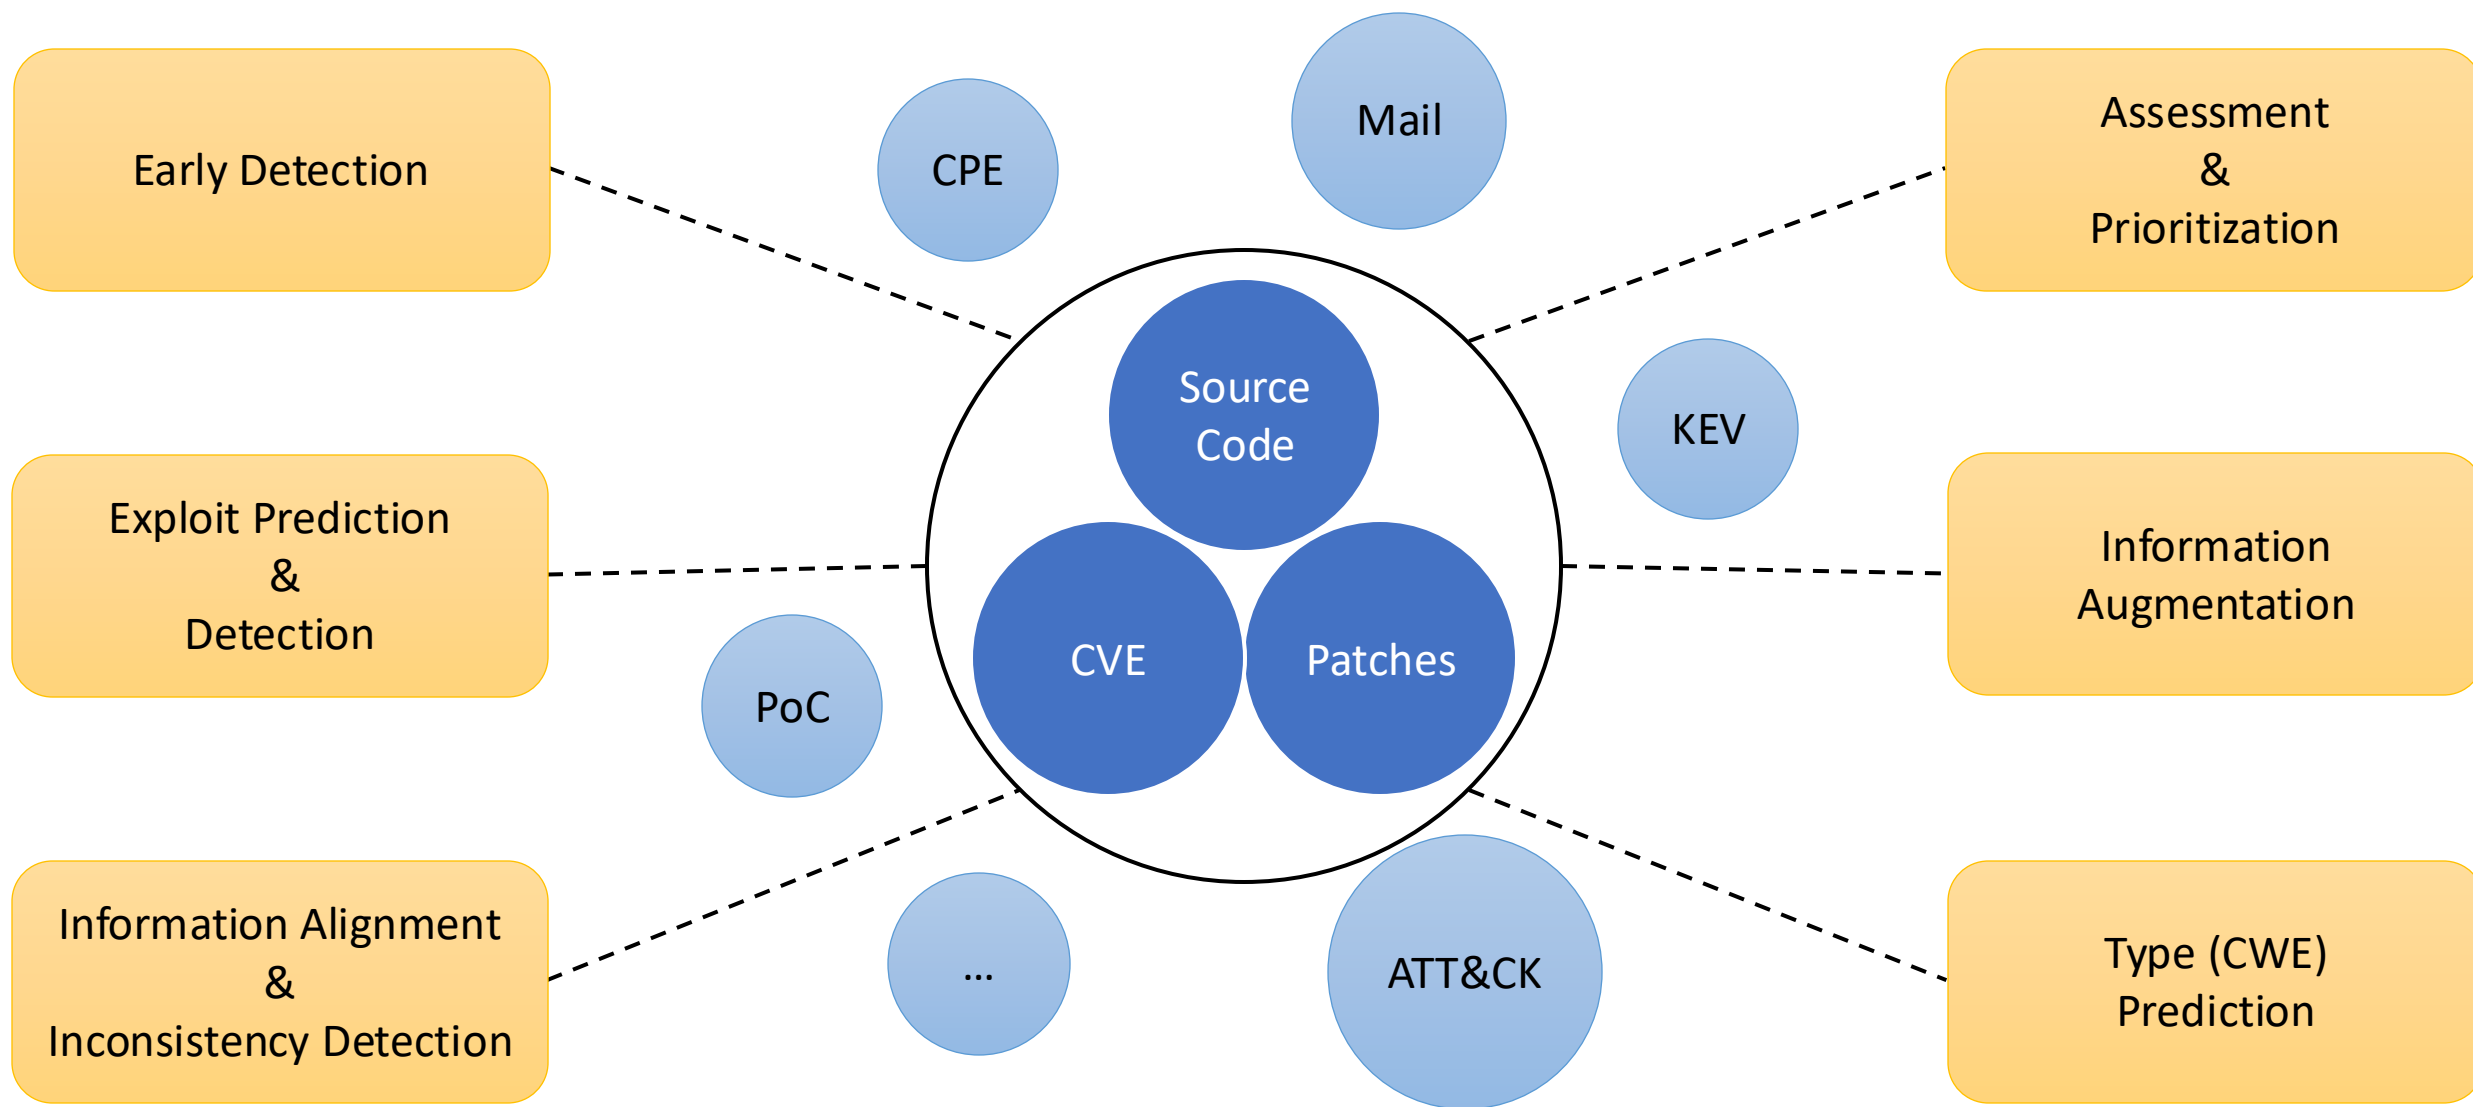 Early Detection
Exploit Prediction
&
Detection
Information Alignment
&
Inconsistency Detection
CPE
Mail
Source
Code
CVE
Patches
PoC
KEV
...
ATT&CK
Assessment
&
Prioritization
Information
Augmentation
Type (CWE)
Prediction